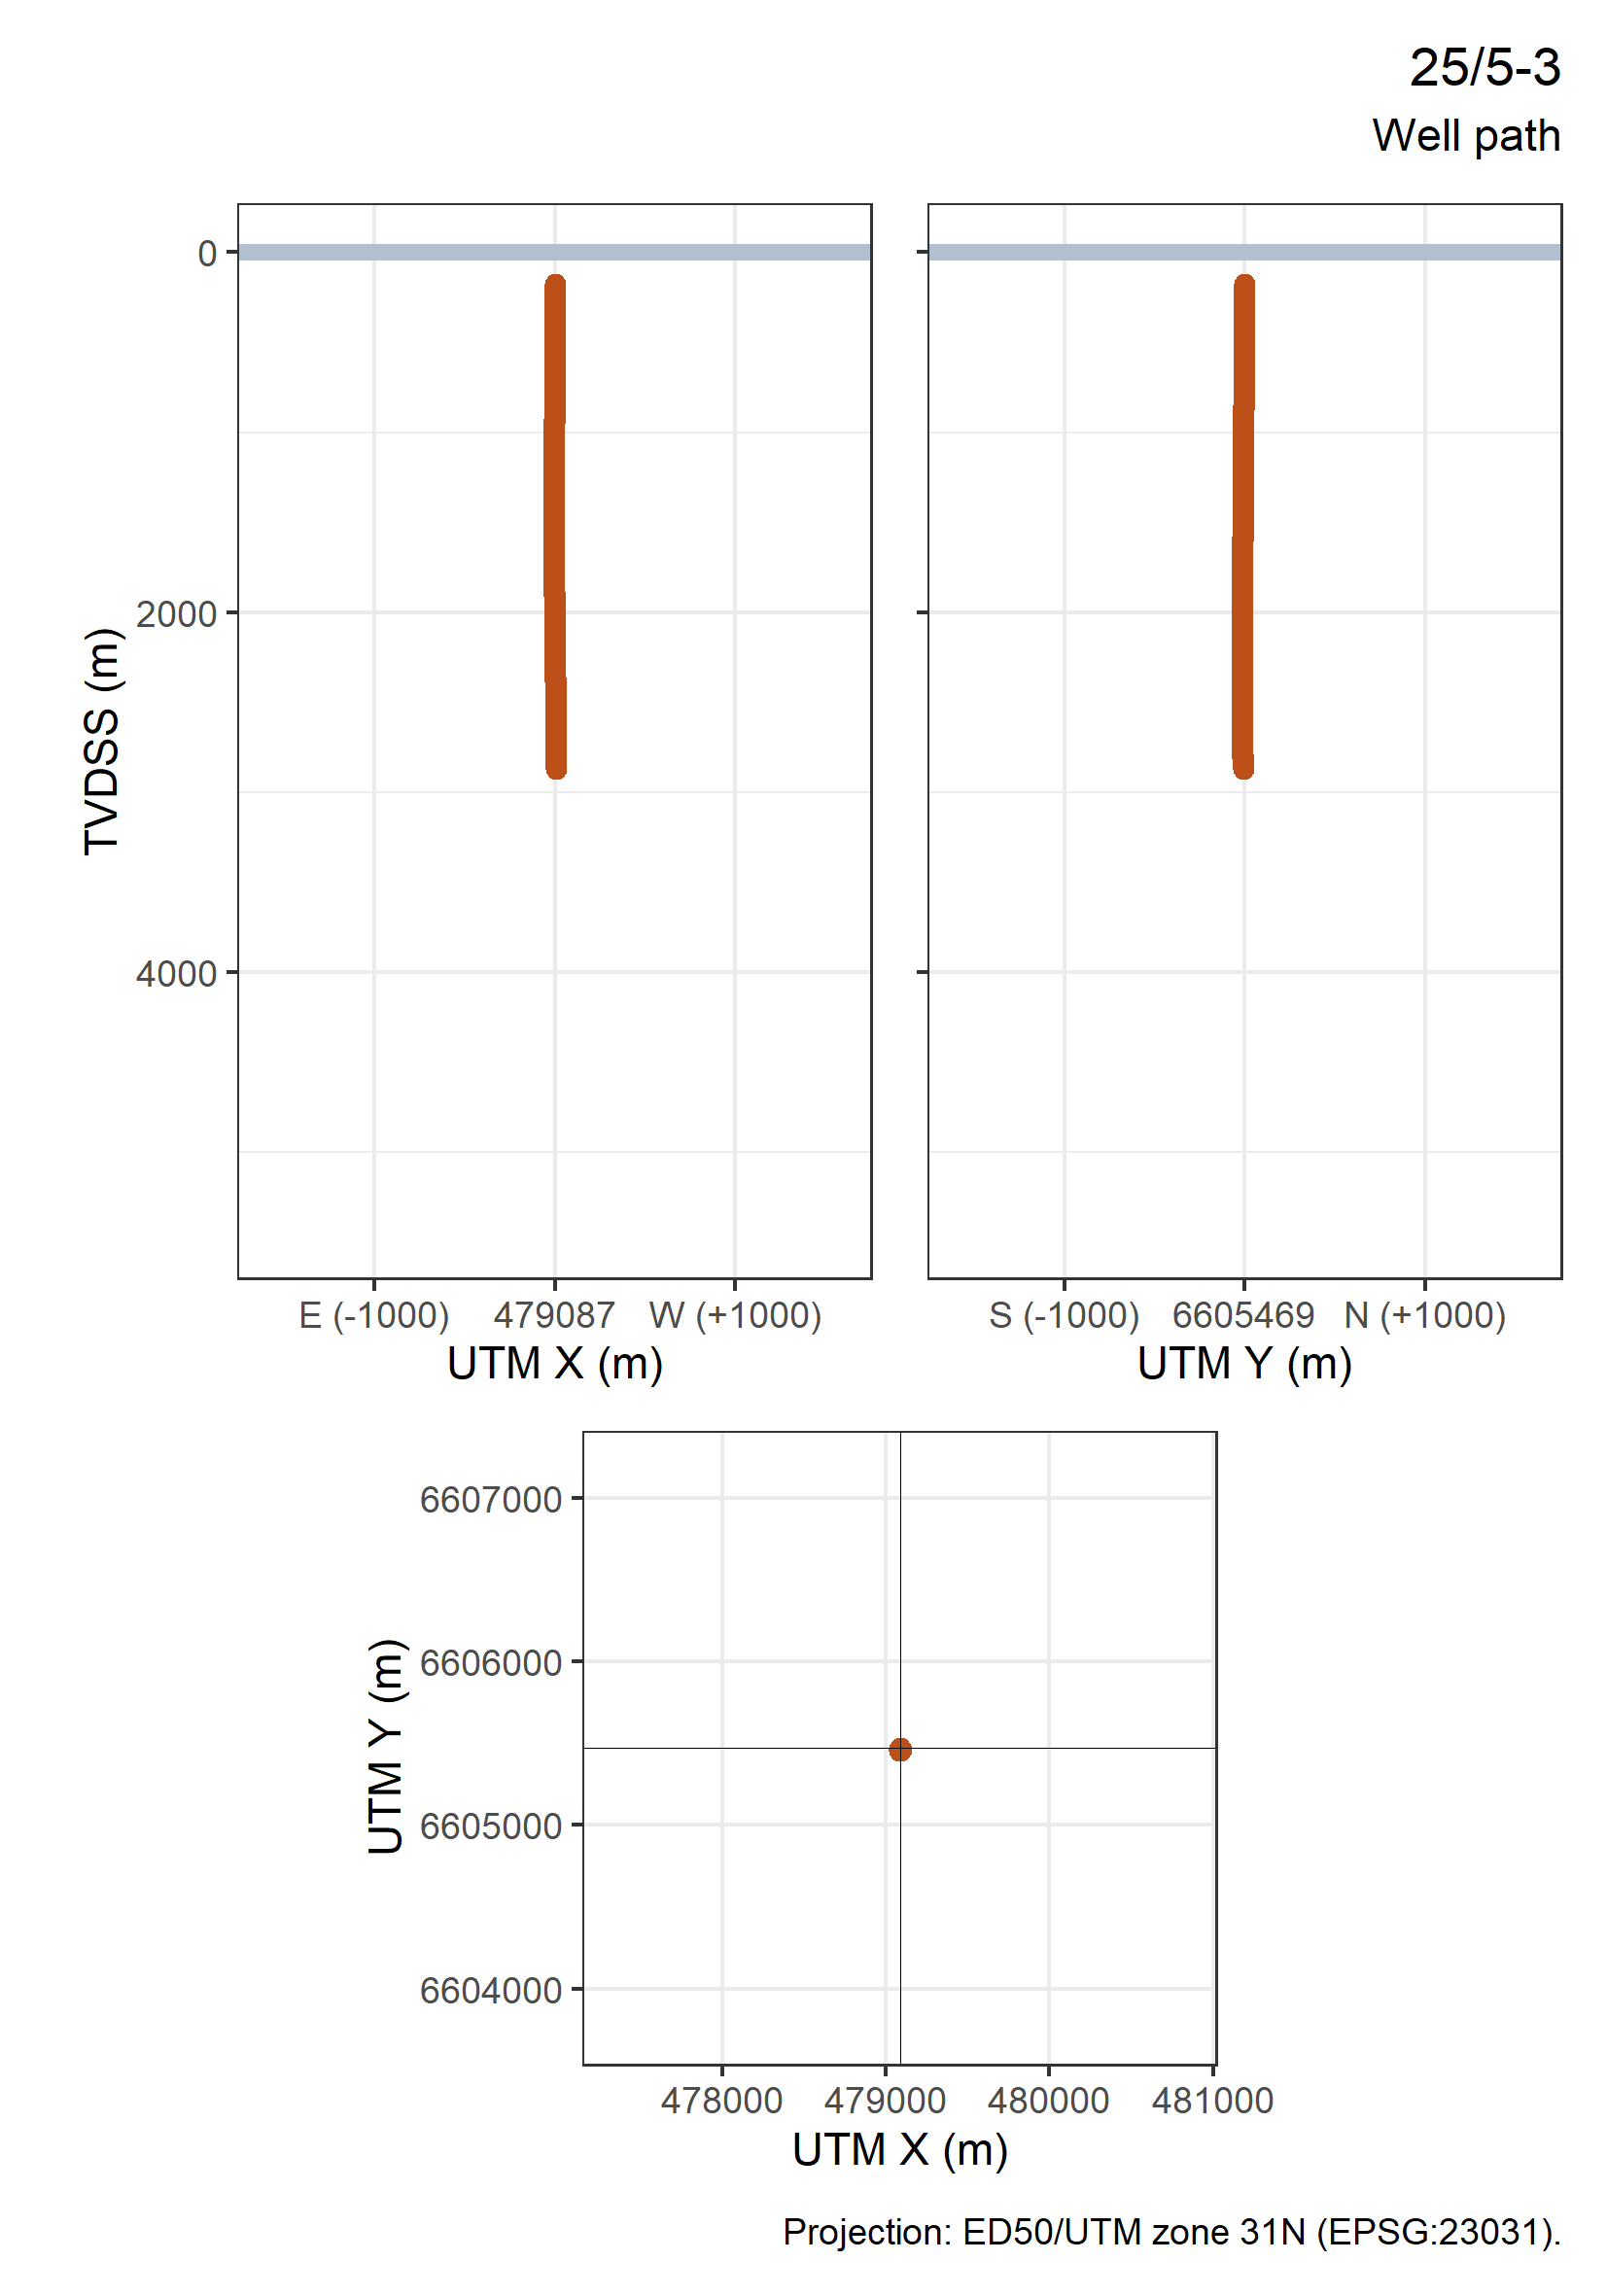 25/5-3
Well path
0
2000
4000
TVDSS (m)
E (-1000) 479087 W (+1000)
UTM X (m)
S (-1000) 6605469 N (+1000)
UTM Y (m)
6607000
6606000
6605000
6604000
UTM Y (m)
478000 479000 480000 481000
UTM X (m)
Projection: ED50/UTM zone 31N (EPSG:23031).